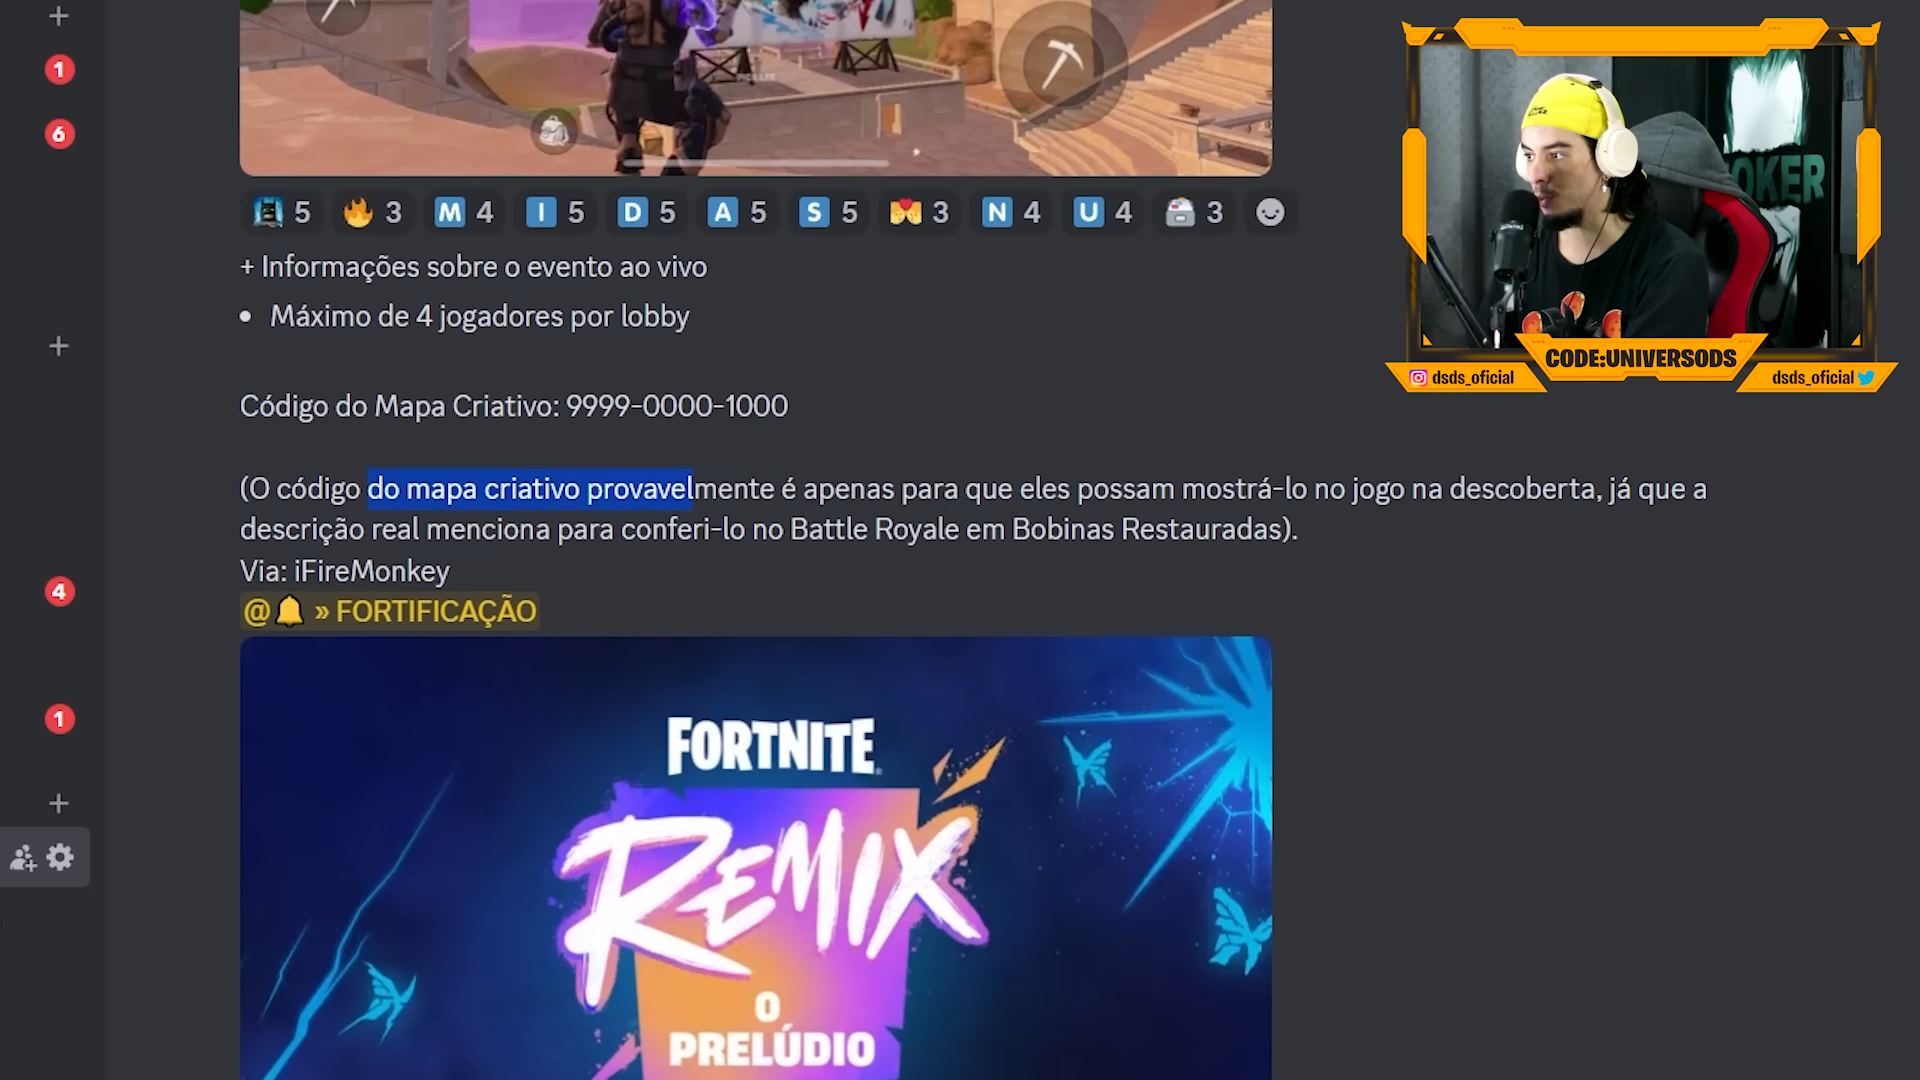 1
6
5 3 M 4 I 5 D 5 A 5 S 5 3 N 4 U 4 3
+ Informações sobre o evento ao vivo
• Máximo de 4 jogadores por lobby
Código do Mapa Criativo: 9999-0000-1000
(O código do mapa criativo provavelmente é apenas para que eles possam mostrá-lo no jogo na descoberta, já que a
descrição real menciona para conferi-lo no Battle Royale em Bobinas Restauradas).
Via: iFireMonkey
@🔔 » FORTIFICAÇÃO
4
1
FORTNITE
REMIX
O
PRELÚDIO
OKER
CODE:UNIVERSODS
dsds_oficial
dsds_oficial